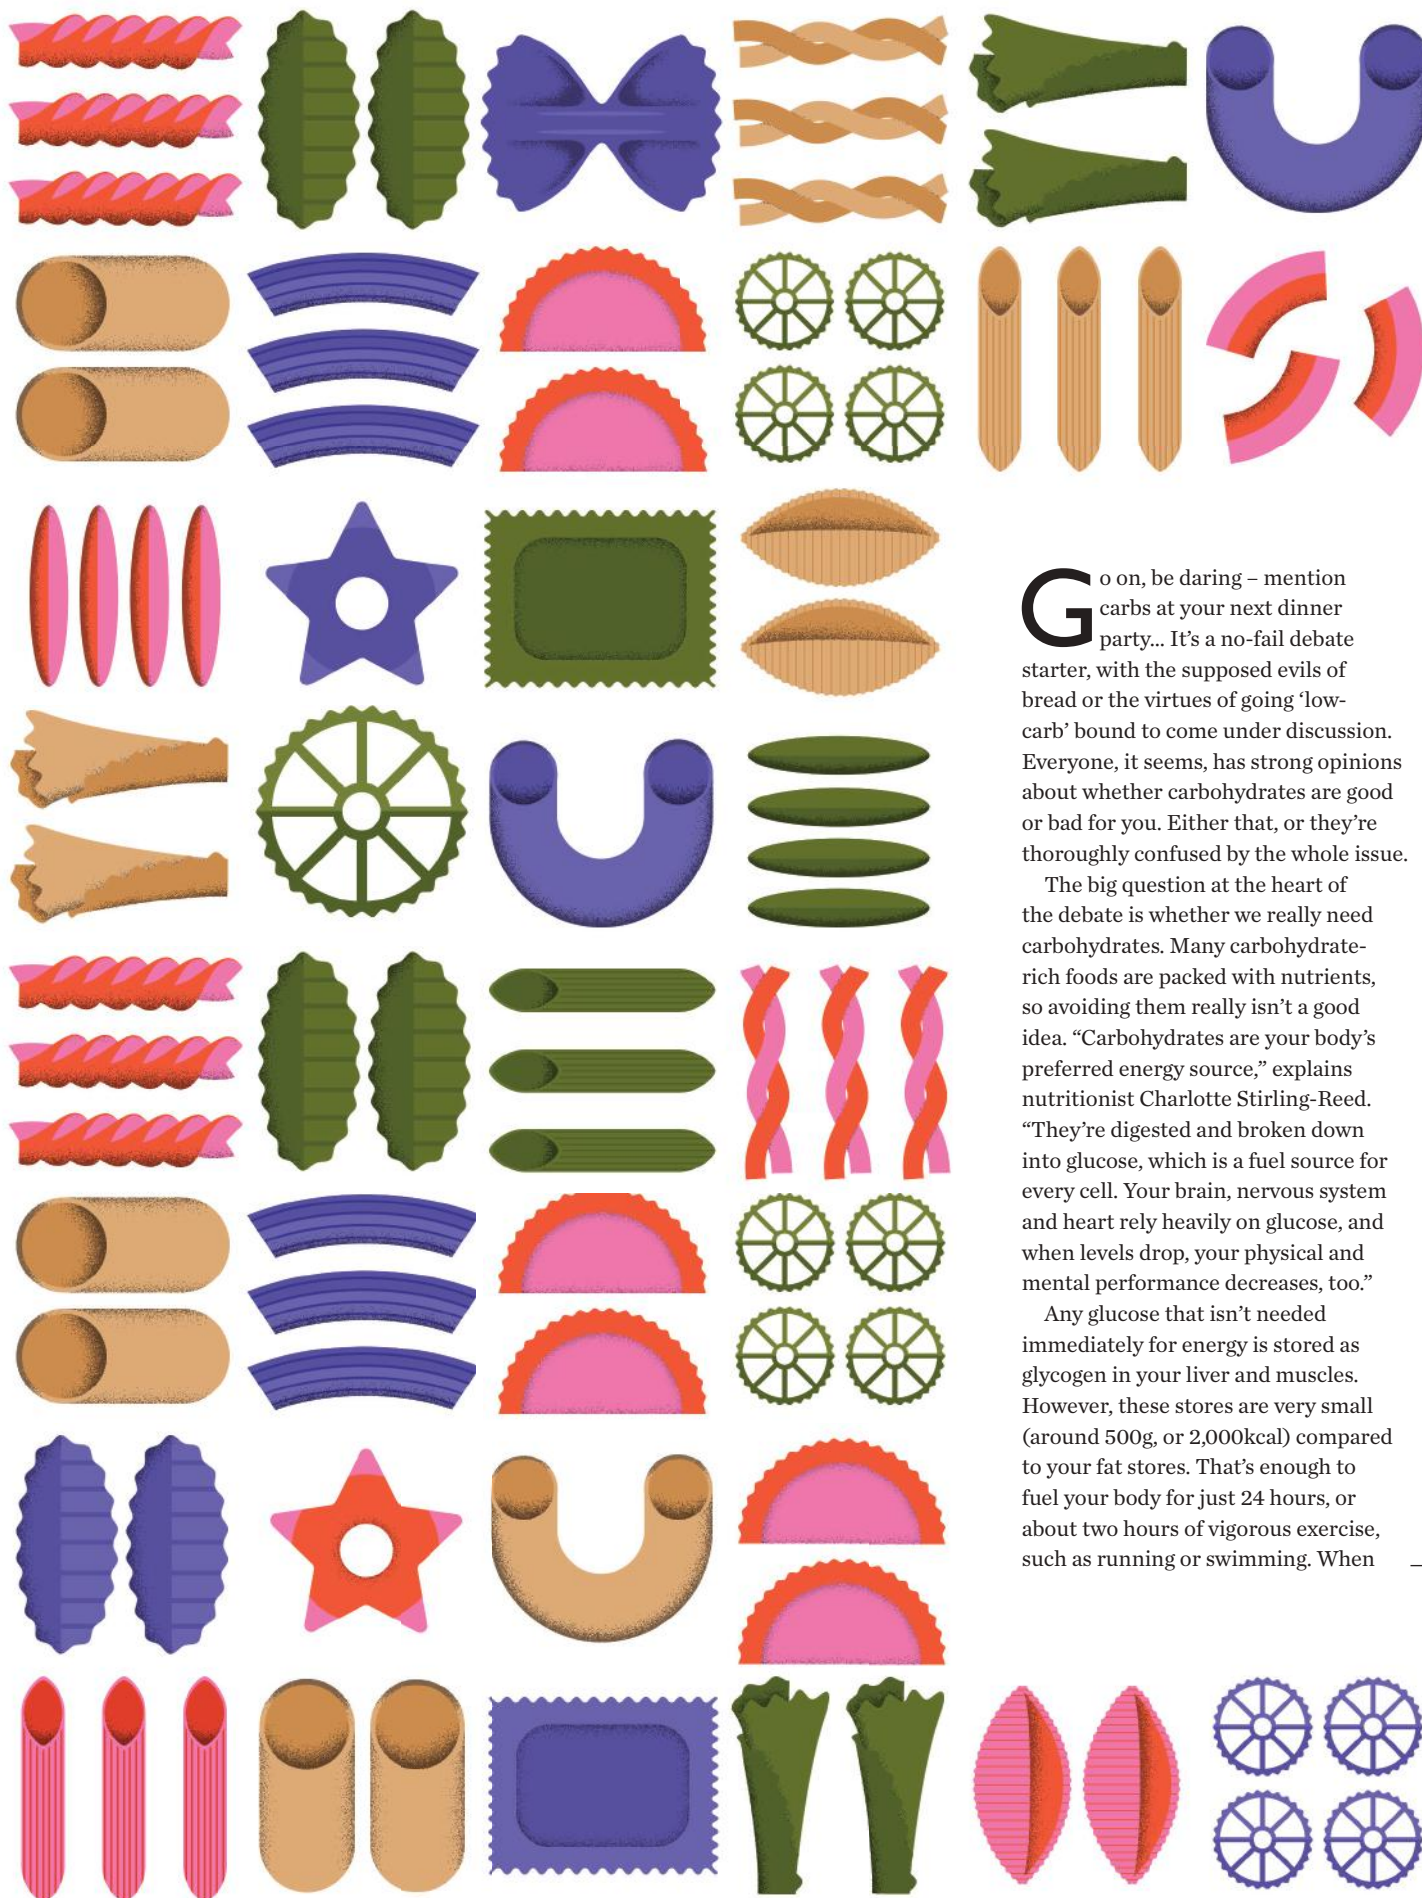 Go on, be daring – mention
carbs at your next dinner
party... It’s a no-fail debate
starter, with the supposed evils of
bread or the virtues of going ‘low-
carb’ bound to come under discussion.
Everyone, it seems, has strong opinions
about whether carbohydrates are good
or bad for you. Either that, or they’re
thoroughly confused by the whole issue.
The big question at the heart of
the debate is whether we really need
carbohydrates. Many carbohydrate-
rich foods are packed with nutrients,
so avoiding them really isn’t a good
idea. “Carbohydrates are your body’s
preferred energy source,” explains
nutritionist Charlotte Stirling-Reed.
“They’re digested and broken down
into glucose, which is a fuel source for
every cell. Your brain, nervous system
and heart rely heavily on glucose, and
when levels drop, your physical and
mental performance decreases, too.”
Any glucose that isn’t needed
immediately for energy is stored as
glycogen in your liver and muscles.
However, these stores are very small
(around 500g, or 2,000kcal) compared
to your fat stores. That’s enough to
fuel your body for just 24 hours, or
about two hours of vigorous exercise,
such as running or swimming. When